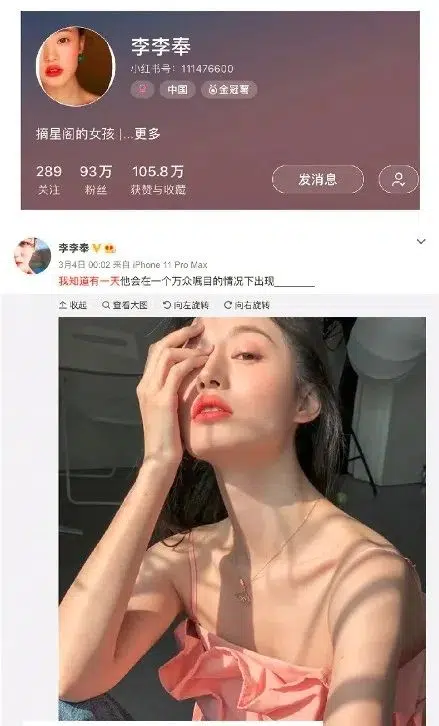 李李奉
小红书号：111476600
中国 金冠薯
摘星阁的女孩 |...更多
289 93万 105.8万
关注 粉丝 获赞与收藏
发消息
李李奉
3月4日 00:02 来自 iPhone 11 Pro Max
我知道有一天他会在一个万众嘱目的情况下出现_______
收起 查看大图 向左旋转 向右旋转